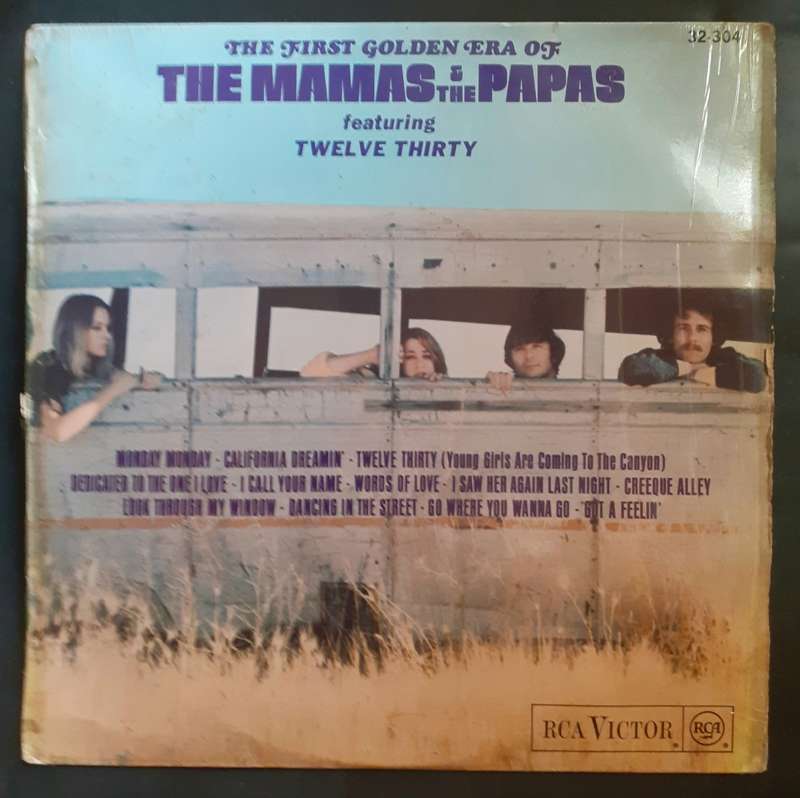 32-304
THE FIRST GOLDEN ERA OF
THE MAMAS & THE PAPAS
featuring
TWELVE THIRTY
MONDAY MONDAY - CALIFORNIA DREAMIN' - TWELVE THIRTY (Young Girls Are Coming To The Canyon)
DEDICATED TO THE ONE I LOVE - I CALL YOUR NAME - WORDS OF LOVE - I SAW HER AGAIN LAST NIGHT - CREEQUE ALLEY
LOOK THROUGH MY WINDOW - DANCING IN THE STREET - GO WHERE YOU WANNA GO - 'GOT A FEELIN'
RCA VICTOR RCA